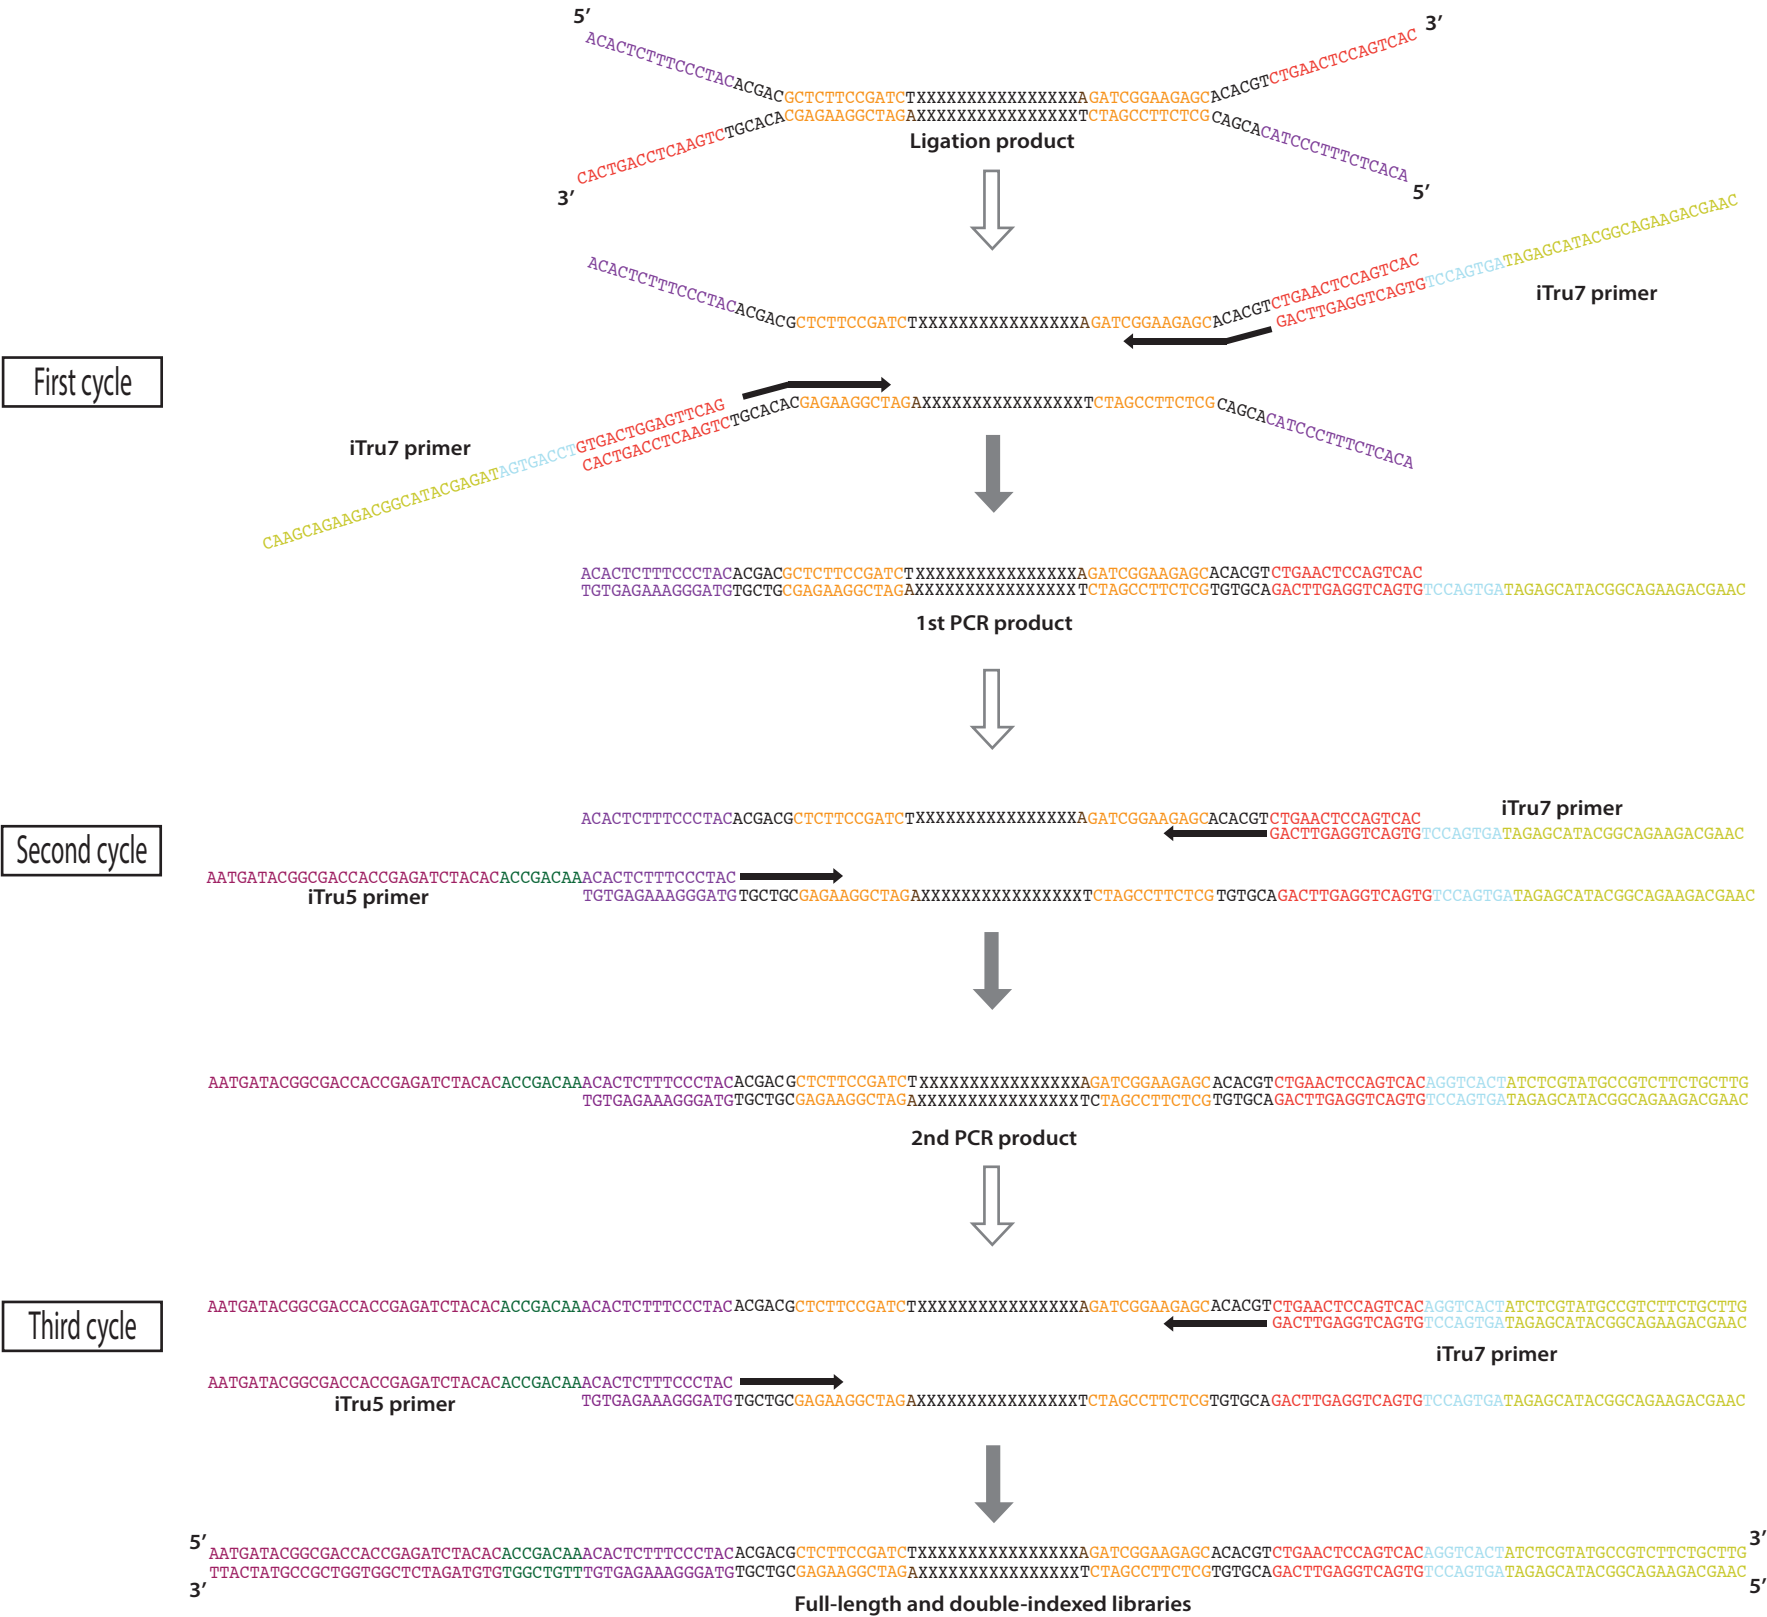 5′
3′
ACACTCTTTCCCTACACGACGCTCTTCCGATCTXXXXXXXXXXXXXXXXAGATCGGAAGAGCACACGTCTGAACTCCAGTCAC
CACTGACCTCAAGTCTGCACACGAGAAGGCTAGAXXXXXXXXXXXXXXXXTCTAGCCTTCTCGCAGCACATCCCTTTCTCACA
Ligation product
3′
5′
ACACTCTTTCCCTACACGACGCTCTTCCGATCTXXXXXXXXXXXXXXXXAGATCGGAAGAGCACACGTCTGAACTCCAGTCAC
GACTTGAGGTCAGTGTCCAGTGATAGAGCATACGGCAGAAGACGAAC
iTru7 primer
First cycle
CAAGCAGAAGACGGCATACGAGATAGTGACCTGTGACTGGAGTTCAG
CACTGACCTCAAGTCTGCACACGAGAAGGCTAGAXXXXXXXXXXXXXXXXTCTAGCCTTCTCGCAGCACATCCCTTTCTCACA
iTru7 primer
ACACTCTTTCCCTACACGACGCTCTTCCGATCTXXXXXXXXXXXXXXXXAGATCGGAAGAGCACACGTCTGAACTCCAGTCAC
TGTGAGAAAGGGATGTGCTGCGAGAAGGCTAGAXXXXXXXXXXXXXXXXTCTAGCCTTCTCGTGTGCAGACTTGAGGTCAGTGTCCAGTGATAGAGCATACGGCAGAAGACGAAC
1st PCR product
iTru7 primer
ACACTCTTTCCCTACACGACGCTCTTCCGATCTXXXXXXXXXXXXXXXXAGATCGGAAGAGCACACGTCTGAACTCCAGTCAC
GACTTGAGGTCAGTGTCCAGTGATAGAGCATACGGCAGAAGACGAAC
Second cycle
AATGATACGGCGACCACCGAGATCTACACACCGACAAACACTCTTTCCCTAC
iTru5 primer
TGTGAGAAAGGGATGTGCTGCGAGAAGGCTAGAXXXXXXXXXXXXXXXXTCTAGCCTTCTCGTGTGCAGACTTGAGGTCAGTGTCCAGTGATAGAGCATACGGCAGAAGACGAAC
AATGATACGGCGACCACCGAGATCTACACACCGACAAACACTCTTTCCCTACACGACGCTCTTCCGATCTXXXXXXXXXXXXXXXXAGATCGGAAGAGCACACGTCTGAACTCCAGTCACAGGTCACTATCTCGTATGCCGTCTTCTGCTTG
TGTGAGAAAGGGATGTGCTGCGAGAAGGCTAGAXXXXXXXXXXXXXXXXTCTAGCCTTCTCGTGTGCAGACTTGAGGTCAGTGTCCAGTGATAGAGCATACGGCAGAAGACGAAC
2nd PCR product
Third cycle
AATGATACGGCGACCACCGAGATCTACACACCGACAAACACTCTTTCCCTACACGACGCTCTTCCGATCTXXXXXXXXXXXXXXXXAGATCGGAAGAGCACACGTCTGAACTCCAGTCACAGGTCACTATCTCGTATGCCGTCTTCTGCTTG
GACTTGAGGTCAGTGTCCAGTGATAGAGCATACGGCAGAAGACGAAC
iTru7 primer
AATGATACGGCGACCACCGAGATCTACACACCGACAAACACTCTTTCCCTAC
iTru5 primer
TGTGAGAAAGGGATGTGCTGCGAGAAGGCTAGAXXXXXXXXXXXXXXXXTCTAGCCTTCTCGTGTGCAGACTTGAGGTCAGTGTCCAGTGATAGAGCATACGGCAGAAGACGAAC
5′ AATGATACGGCGACCACCGAGATCTACACACCGACAAACACTCTTTCCCTACACGACGCTCTTCCGATCTXXXXXXXXXXXXXXXXAGATCGGAAGAGCACACGTCTGAACTCCAGTCACAGGTCACTATCTCGTATGCCGTCTTCTGCTTG 3′
3′ TTACTATGCCGCTGGTGGCTCTAGATGTGTGGCTGTTTGTGAGAAAGGGATGTGCTGCGAGAAGGCTAGAXXXXXXXXXXXXXXXXTCTAGCCTTCTCGTGTGCAGACTTGAGGTCAGTGTCCAGTGATAGAGCATACGGCAGAAGACGAAC 5′
Full-length and double-indexed libraries